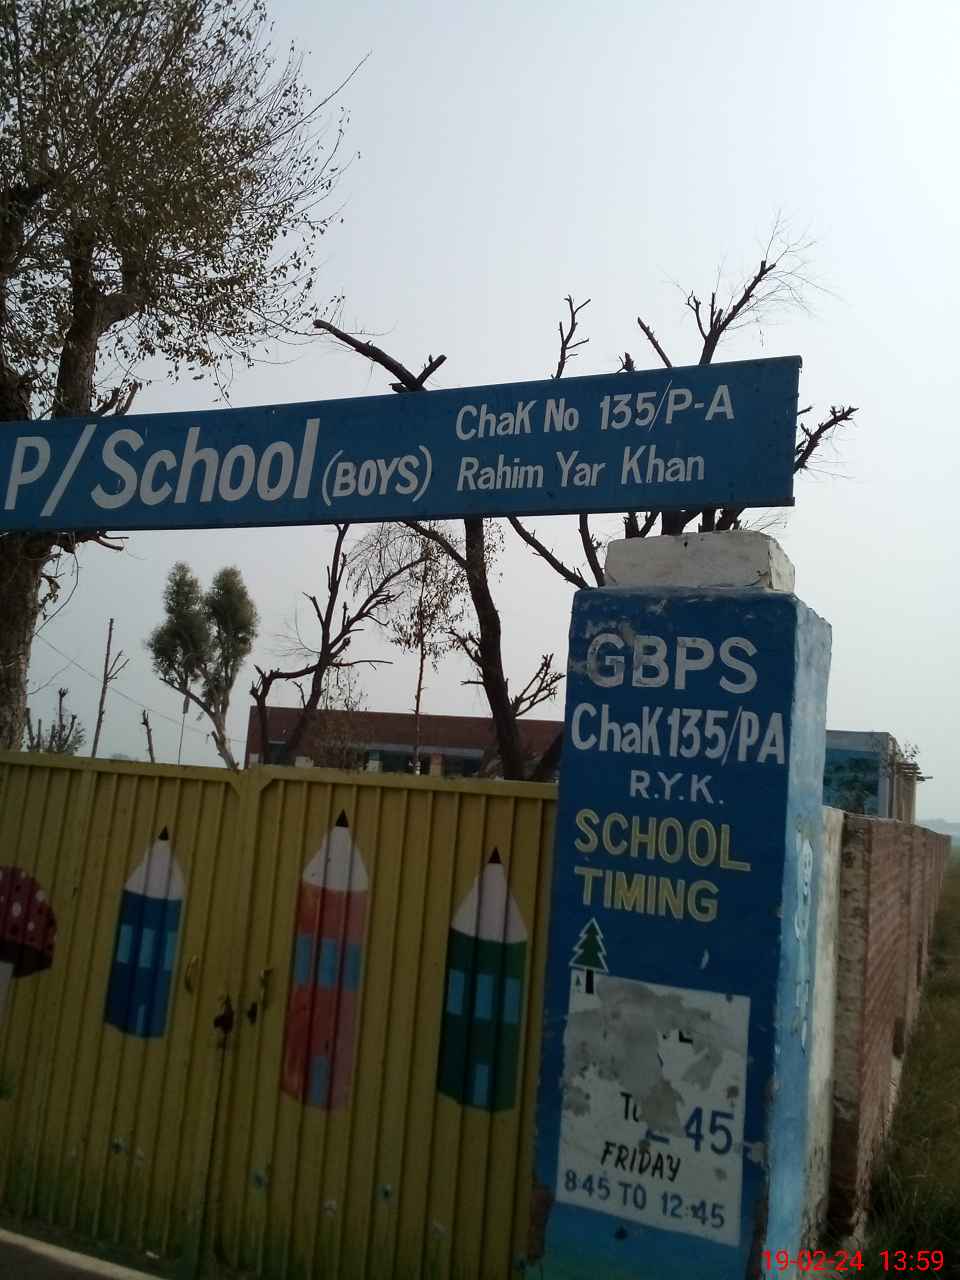 P/School (BOYS)
ChaK No 135/P-A
Rahim Yar Khan
GBPS
ChaK 135/PA
R.Y.K.
SCHOOL
TIMING
45
FRIDAY
8:45 TO 12:45
19-02-24 13:59